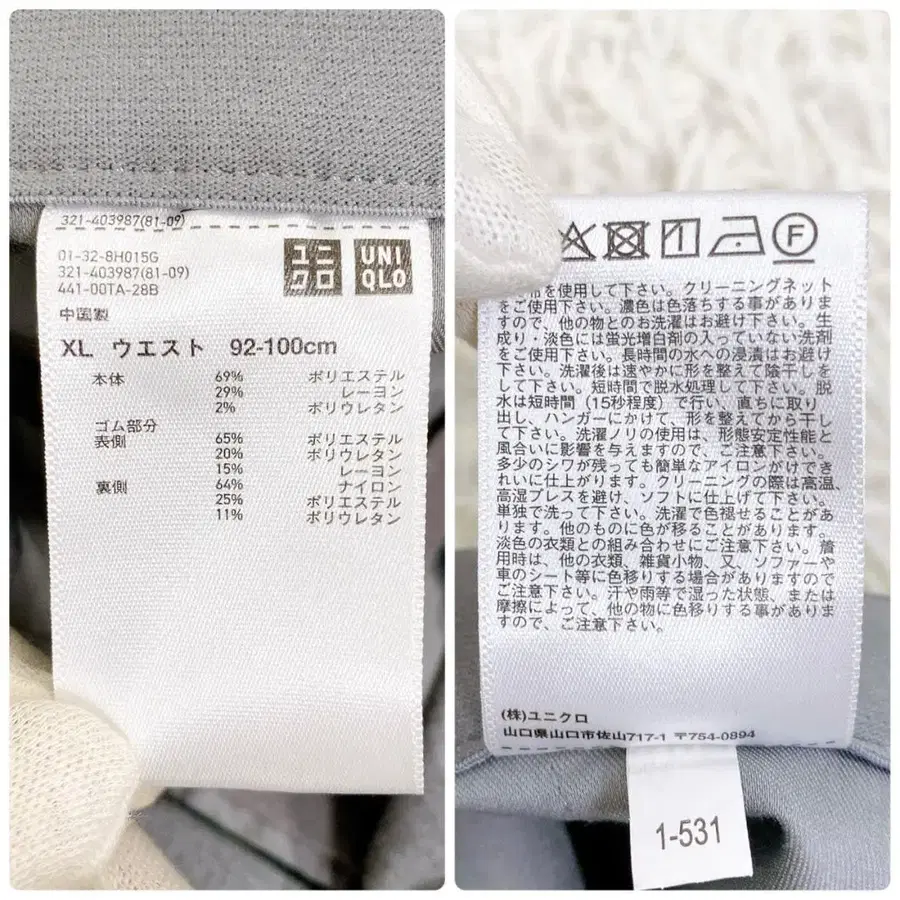 321-403987(81-09)
01-32-8H015G
321-403987(81-09)
441-00TA-28B
ユニ
クロ
UNI
QLO
中国製
XL ウエスト 92-100cm
本体 69% ポリエステル
29% レーヨン
2% ポリウレタン
ゴム部分
表側 65% ポリエステル
20% ポリウレタン
15% レーヨン
裏側 64% ナイロン
25% ポリエステル
11% ポリウレタン
F
布を使用して下さい。クリーニングネット
をご使用下さい。濃色は色落ちする事がありま
すので、他の物とのお洗濯はお避け下さい。生
成り・淡色には蛍光増白剤の入っていない洗剤
をご使用下さい。長時間の水への浸漬はお避け
下さい。洗濯後は速やかに形を整えて陰干しを
して下さい。短時間で脱水処理して下さい。脱
水は短時間（15秒程度）で行い、直ちに取り
出し、ハンガーにかけて、形を整えてから干し
て下さい。洗濯ノリの使用は、形態安定性能と
風合いに影響を与えますので、ご注意下さい。
多少のシワが残っても簡単なアイロンがけできれ
いに仕上がります。クリーニングの際は高温、
高湿プレスを避け、ソフトに仕上げて下さい。
単独で洗って下さい。洗濯で色褪せることがあ
ります。他のものに色が移ることがあります。
淡色の衣類との組み合わせにご注意下さい。着
用時は、他の衣類、雑貨小物、又、ソファーや
車のシート等に色移りする場合がありますので
ご注意下さい。汗や雨等で湿った状態、または
摩擦によって、他の物に色移りする事がありま
すので、ご注意下さい。
(株)ユニクロ
山口県山口市佐山717-1 〒754-0894
1-531